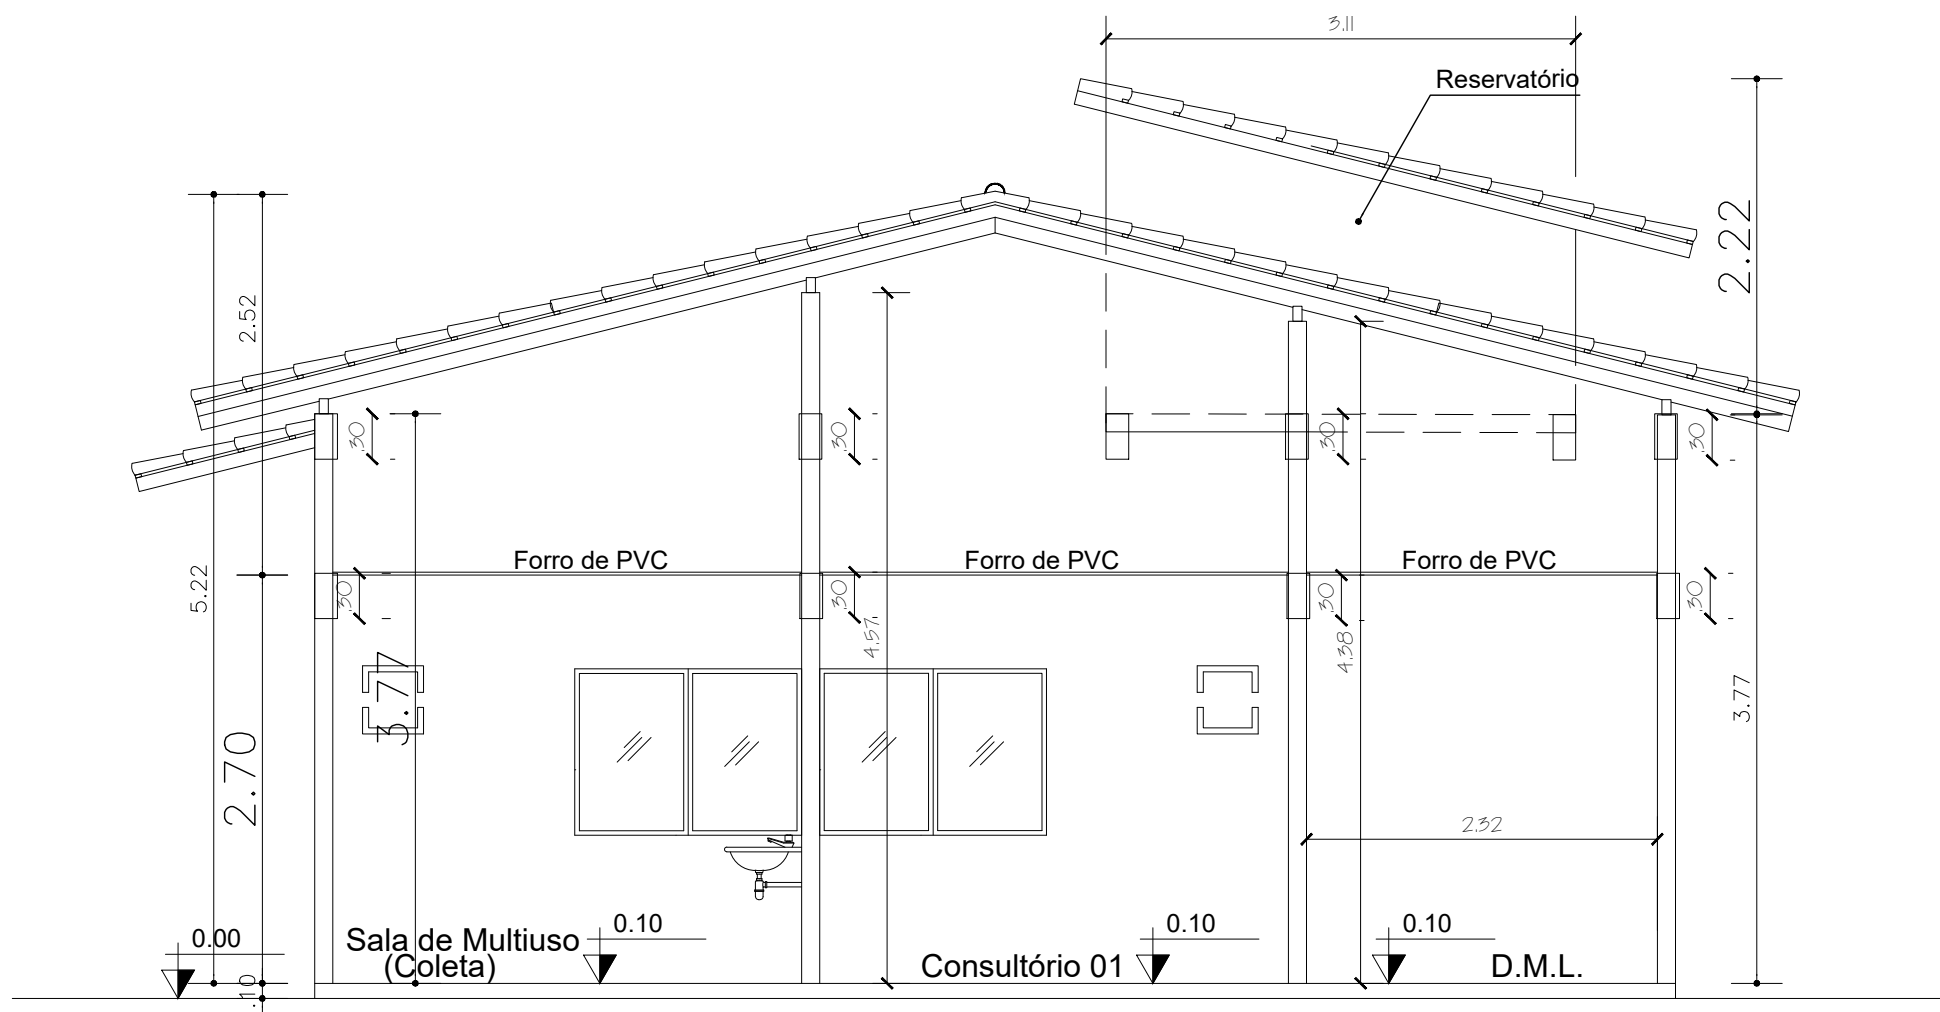 3.11
Reservatório
2.22
2.52
.30
.30
.30
.30
Forro de PVC
Forro de PVC
Forro de PVC
5.22
.30
.30
.30
.30
4.57
4.38
3.77
3.77
2.70
2.32
0.10
0.10
0.10
0.00
Sala de Multiuso
(Coleta)
Consultório 01
D.M.L.
.10